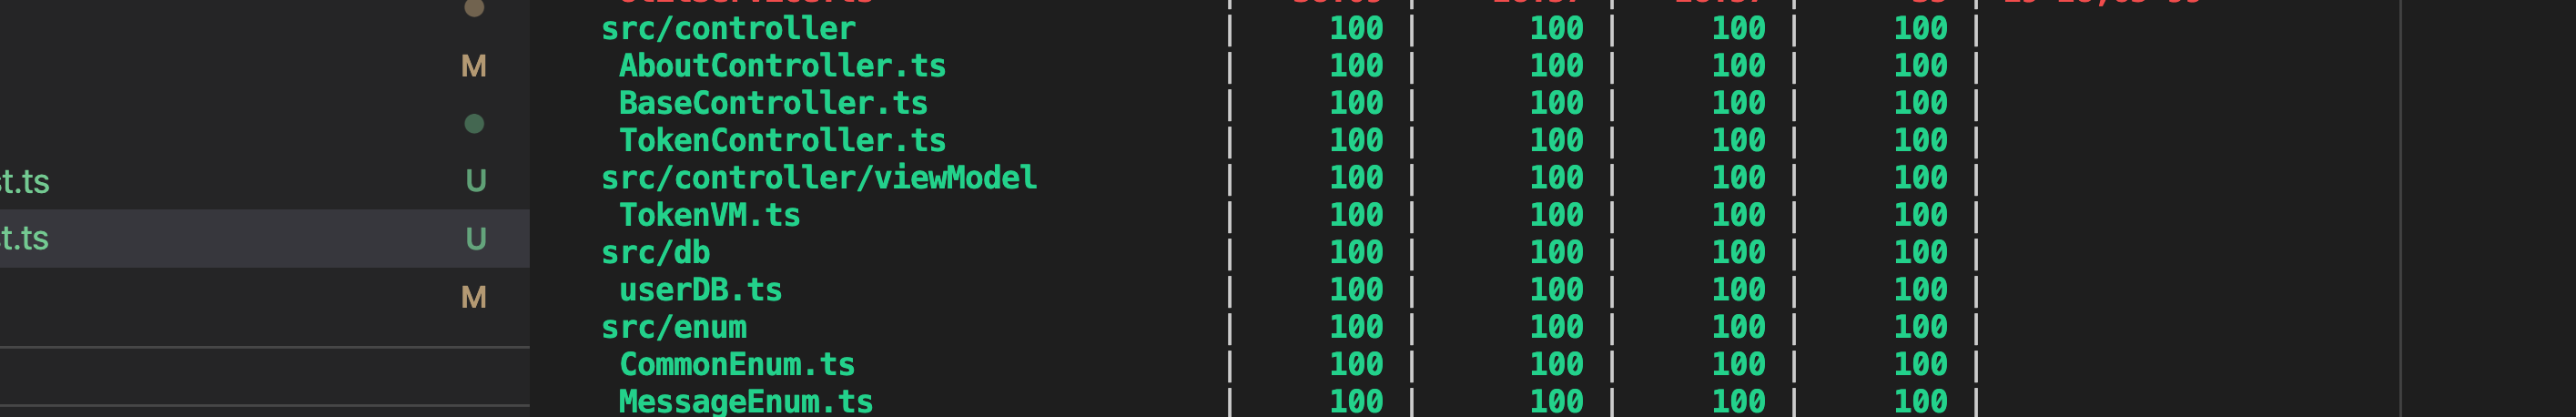 M
st.ts U
st.ts U
M
src/controller | 100 | 100 | 100 | 100 |
AboutController.ts | 100 | 100 | 100 | 100 |
BaseController.ts | 100 | 100 | 100 | 100 |
TokenController.ts | 100 | 100 | 100 | 100 |
src/controller/viewModel | 100 | 100 | 100 | 100 |
TokenVM.ts | 100 | 100 | 100 | 100 |
src/db | 100 | 100 | 100 | 100 |
userDB.ts | 100 | 100 | 100 | 100 |
src/enum | 100 | 100 | 100 | 100 |
CommonEnum.ts | 100 | 100 | 100 | 100 |
MessageEnum.ts | 100 | 100 | 100 | 100 |